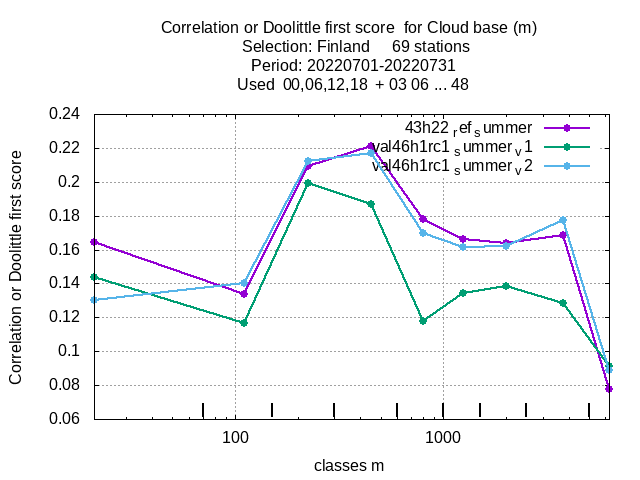 Correlation or Doolittle first score  for Cloud base (m)
Selection: Finland     69 stations
Period: 20220701-20220731
Used  00,06,12,18  + 03 06 ... 48
Correlation or Doolittle first score
0.24
0.22
0.2
0.18
0.16
0.14
0.12
0.1
0.08
0.06
43h22 ref summer
val46h1rc1 summer v1
val46h1rc1 summer v2
100
1000
classes m